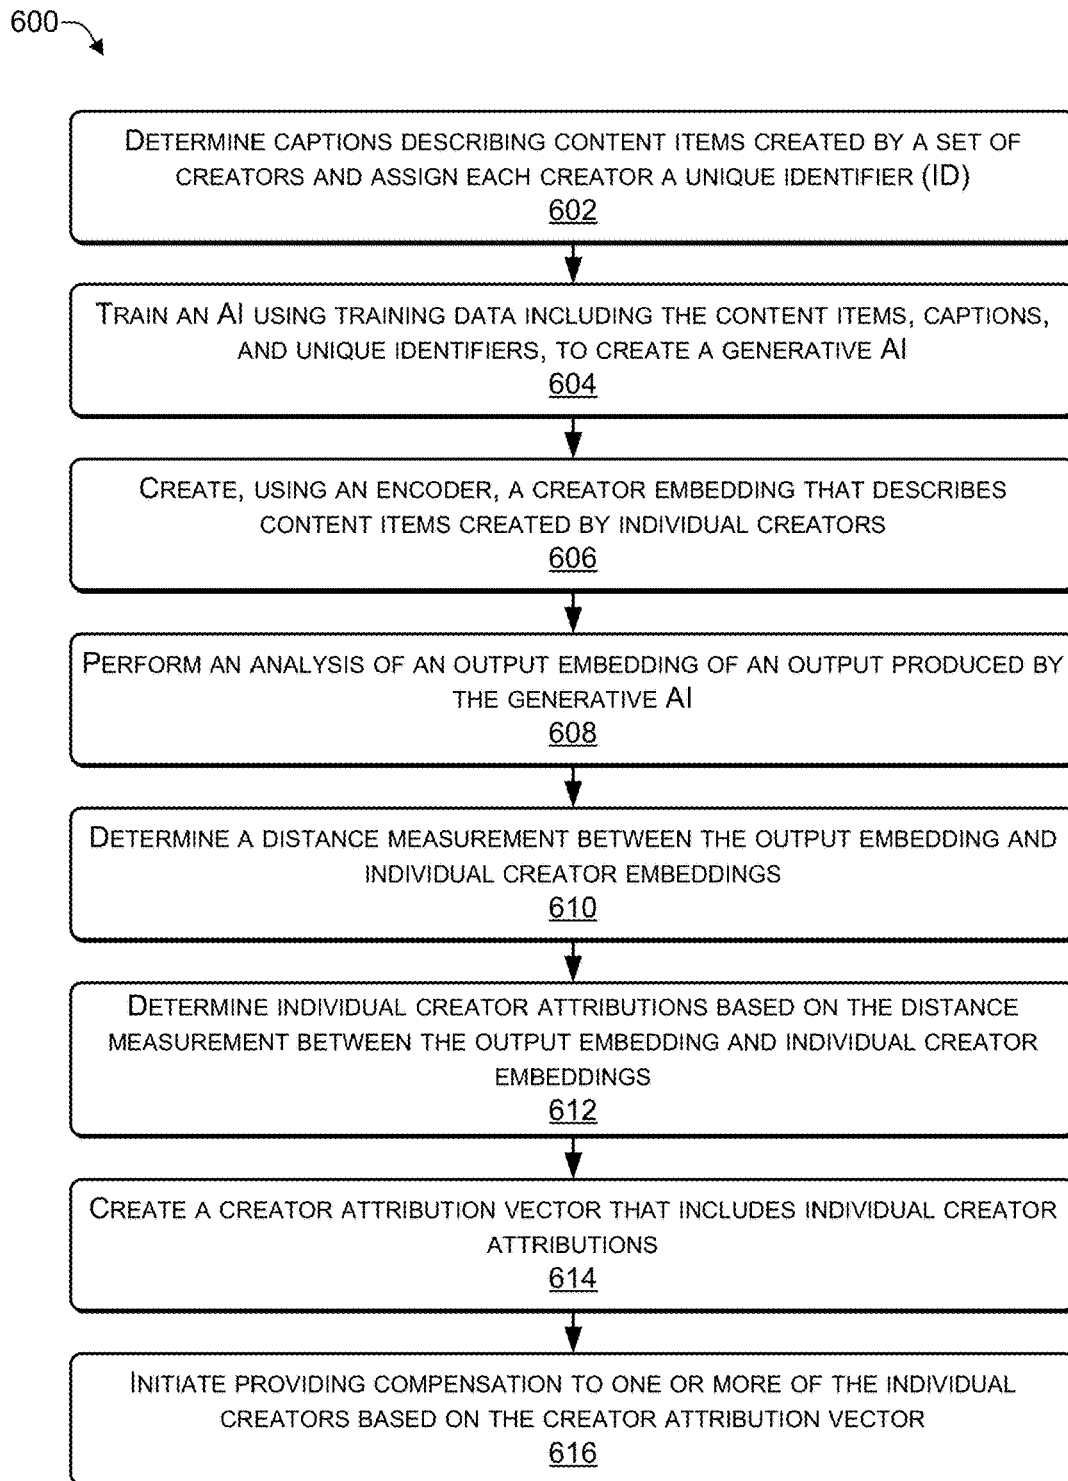 600
DETERMINE CAPTIONS DESCRIBING CONTENT ITEMS CREATED BY A SET OF
CREATORS AND ASSIGN EACH CREATOR A UNIQUE IDENTIFIER (ID)
602
TRAIN AN AI USING TRAINING DATA INCLUDING THE CONTENT ITEMS, CAPTIONS,
AND UNIQUE IDENTIFIERS, TO CREATE A GENERATIVE AI
604
CREATE, USING AN ENCODER, A CREATOR EMBEDDING THAT DESCRIBES
CONTENT ITEMS CREATED BY INDIVIDUAL CREATORS
606
PERFORM AN ANALYSIS OF AN OUTPUT EMBEDDING OF AN OUTPUT PRODUCED BY
THE GENERATIVE AI
608
DETERMINE A DISTANCE MEASUREMENT BETWEEN THE OUTPUT EMBEDDING AND
INDIVIDUAL CREATOR EMBEDDINGS
610
DETERMINE INDIVIDUAL CREATOR ATTRIBUTIONS BASED ON THE DISTANCE
MEASUREMENT BETWEEN THE OUTPUT EMBEDDING AND INDIVIDUAL CREATOR
EMBEDDINGS
612
CREATE A CREATOR ATTRIBUTION VECTOR THAT INCLUDES INDIVIDUAL CREATOR
ATTRIBUTIONS
614
INITIATE PROVIDING COMPENSATION TO ONE OR MORE OF THE INDIVIDUAL
CREATORS BASED ON THE CREATOR ATTRIBUTION VECTOR
616